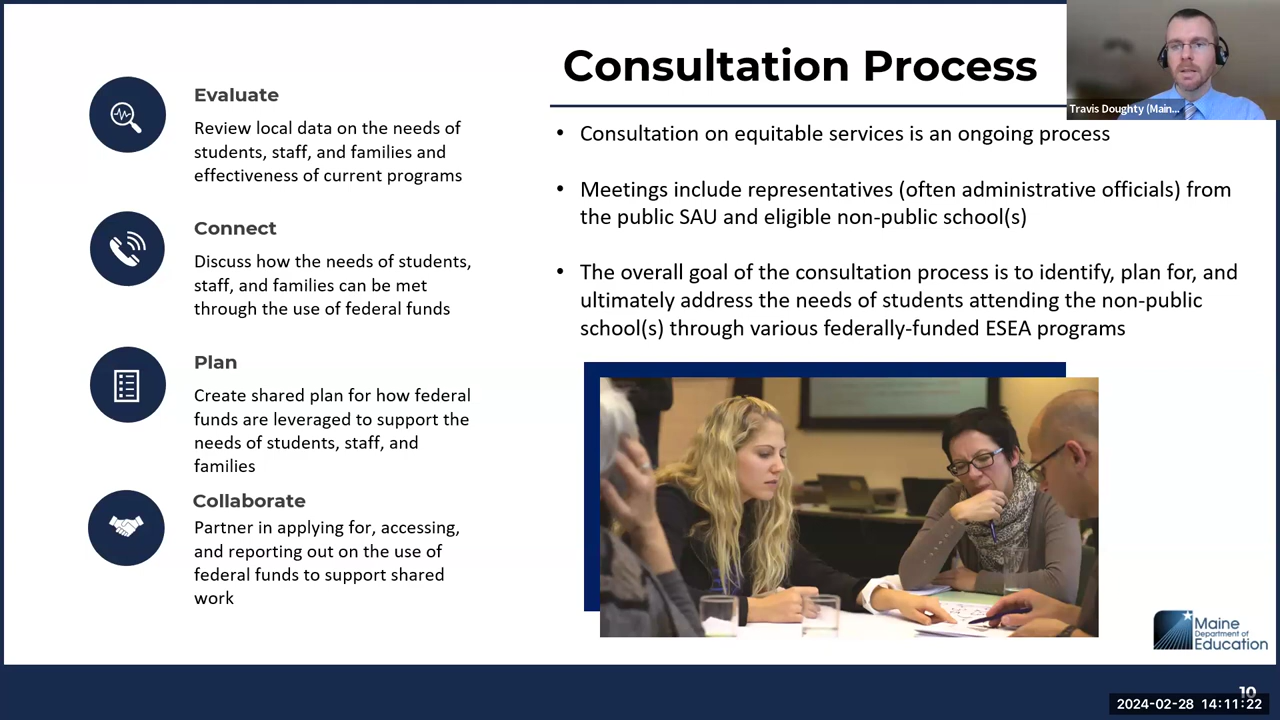 Consultation Process
Travis Doughty (Main...
Evaluate
Review local data on the needs of
students, staff, and families and
effectiveness of current programs
Connect
Discuss how the needs of students,
staff, and families can be met
through the use of federal funds
Plan
Create shared plan for how federal
funds are leveraged to support the
needs of students, staff, and
families
Collaborate
Partner in applying for, accessing,
and reporting out on the use of
federal funds to support shared
work
• Consultation on equitable services is an ongoing process
• Meetings include representatives (often administrative officials) from
the public SAU and eligible non-public school(s)
• The overall goal of the consultation process is to identify, plan for, and
ultimately address the needs of students attending the non-public
school(s) through various federally-funded ESEA programs
Maine
Department of
Education
10
2024-02-28 14:11:22